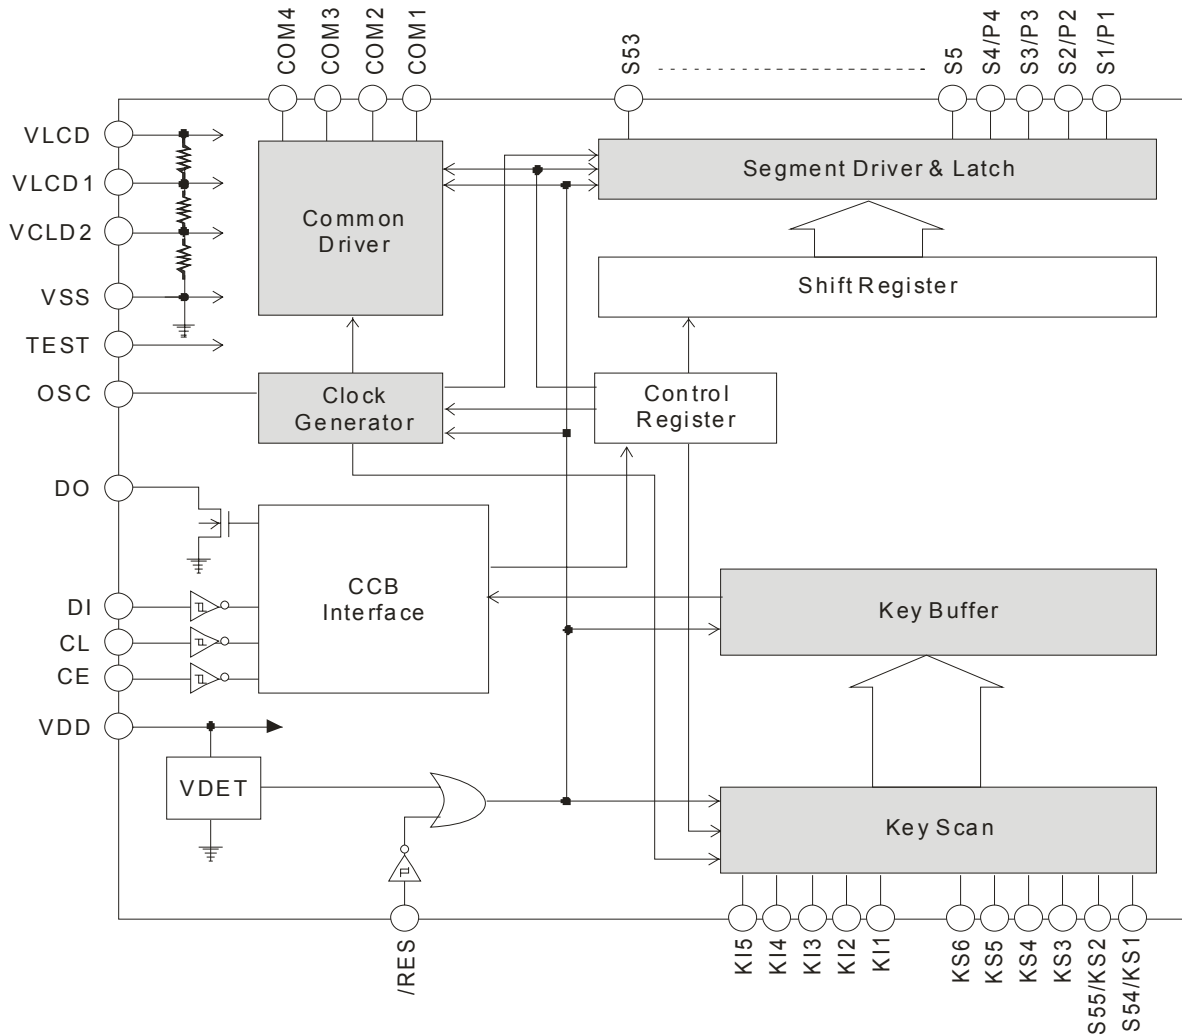 COM4
COM3
COM2
COM1
S53
S5
S4/P4
S3/P3
S2/P2
S1/P1
VLCD
VLCD1
VCLD2
VSS
TEST
OSC
DO
DI
CL
CE
VDD
Common
Driver
Segment Driver & Latch
Shift Register
Clock
Generator
Control
Register
CCB
Interface
Key Buffer
VDET
Key Scan
/RES
KI5
KI4
KI3
KI2
KI1
KS6
KS5
KS4
KS3
S55/KS2
S54/KS1